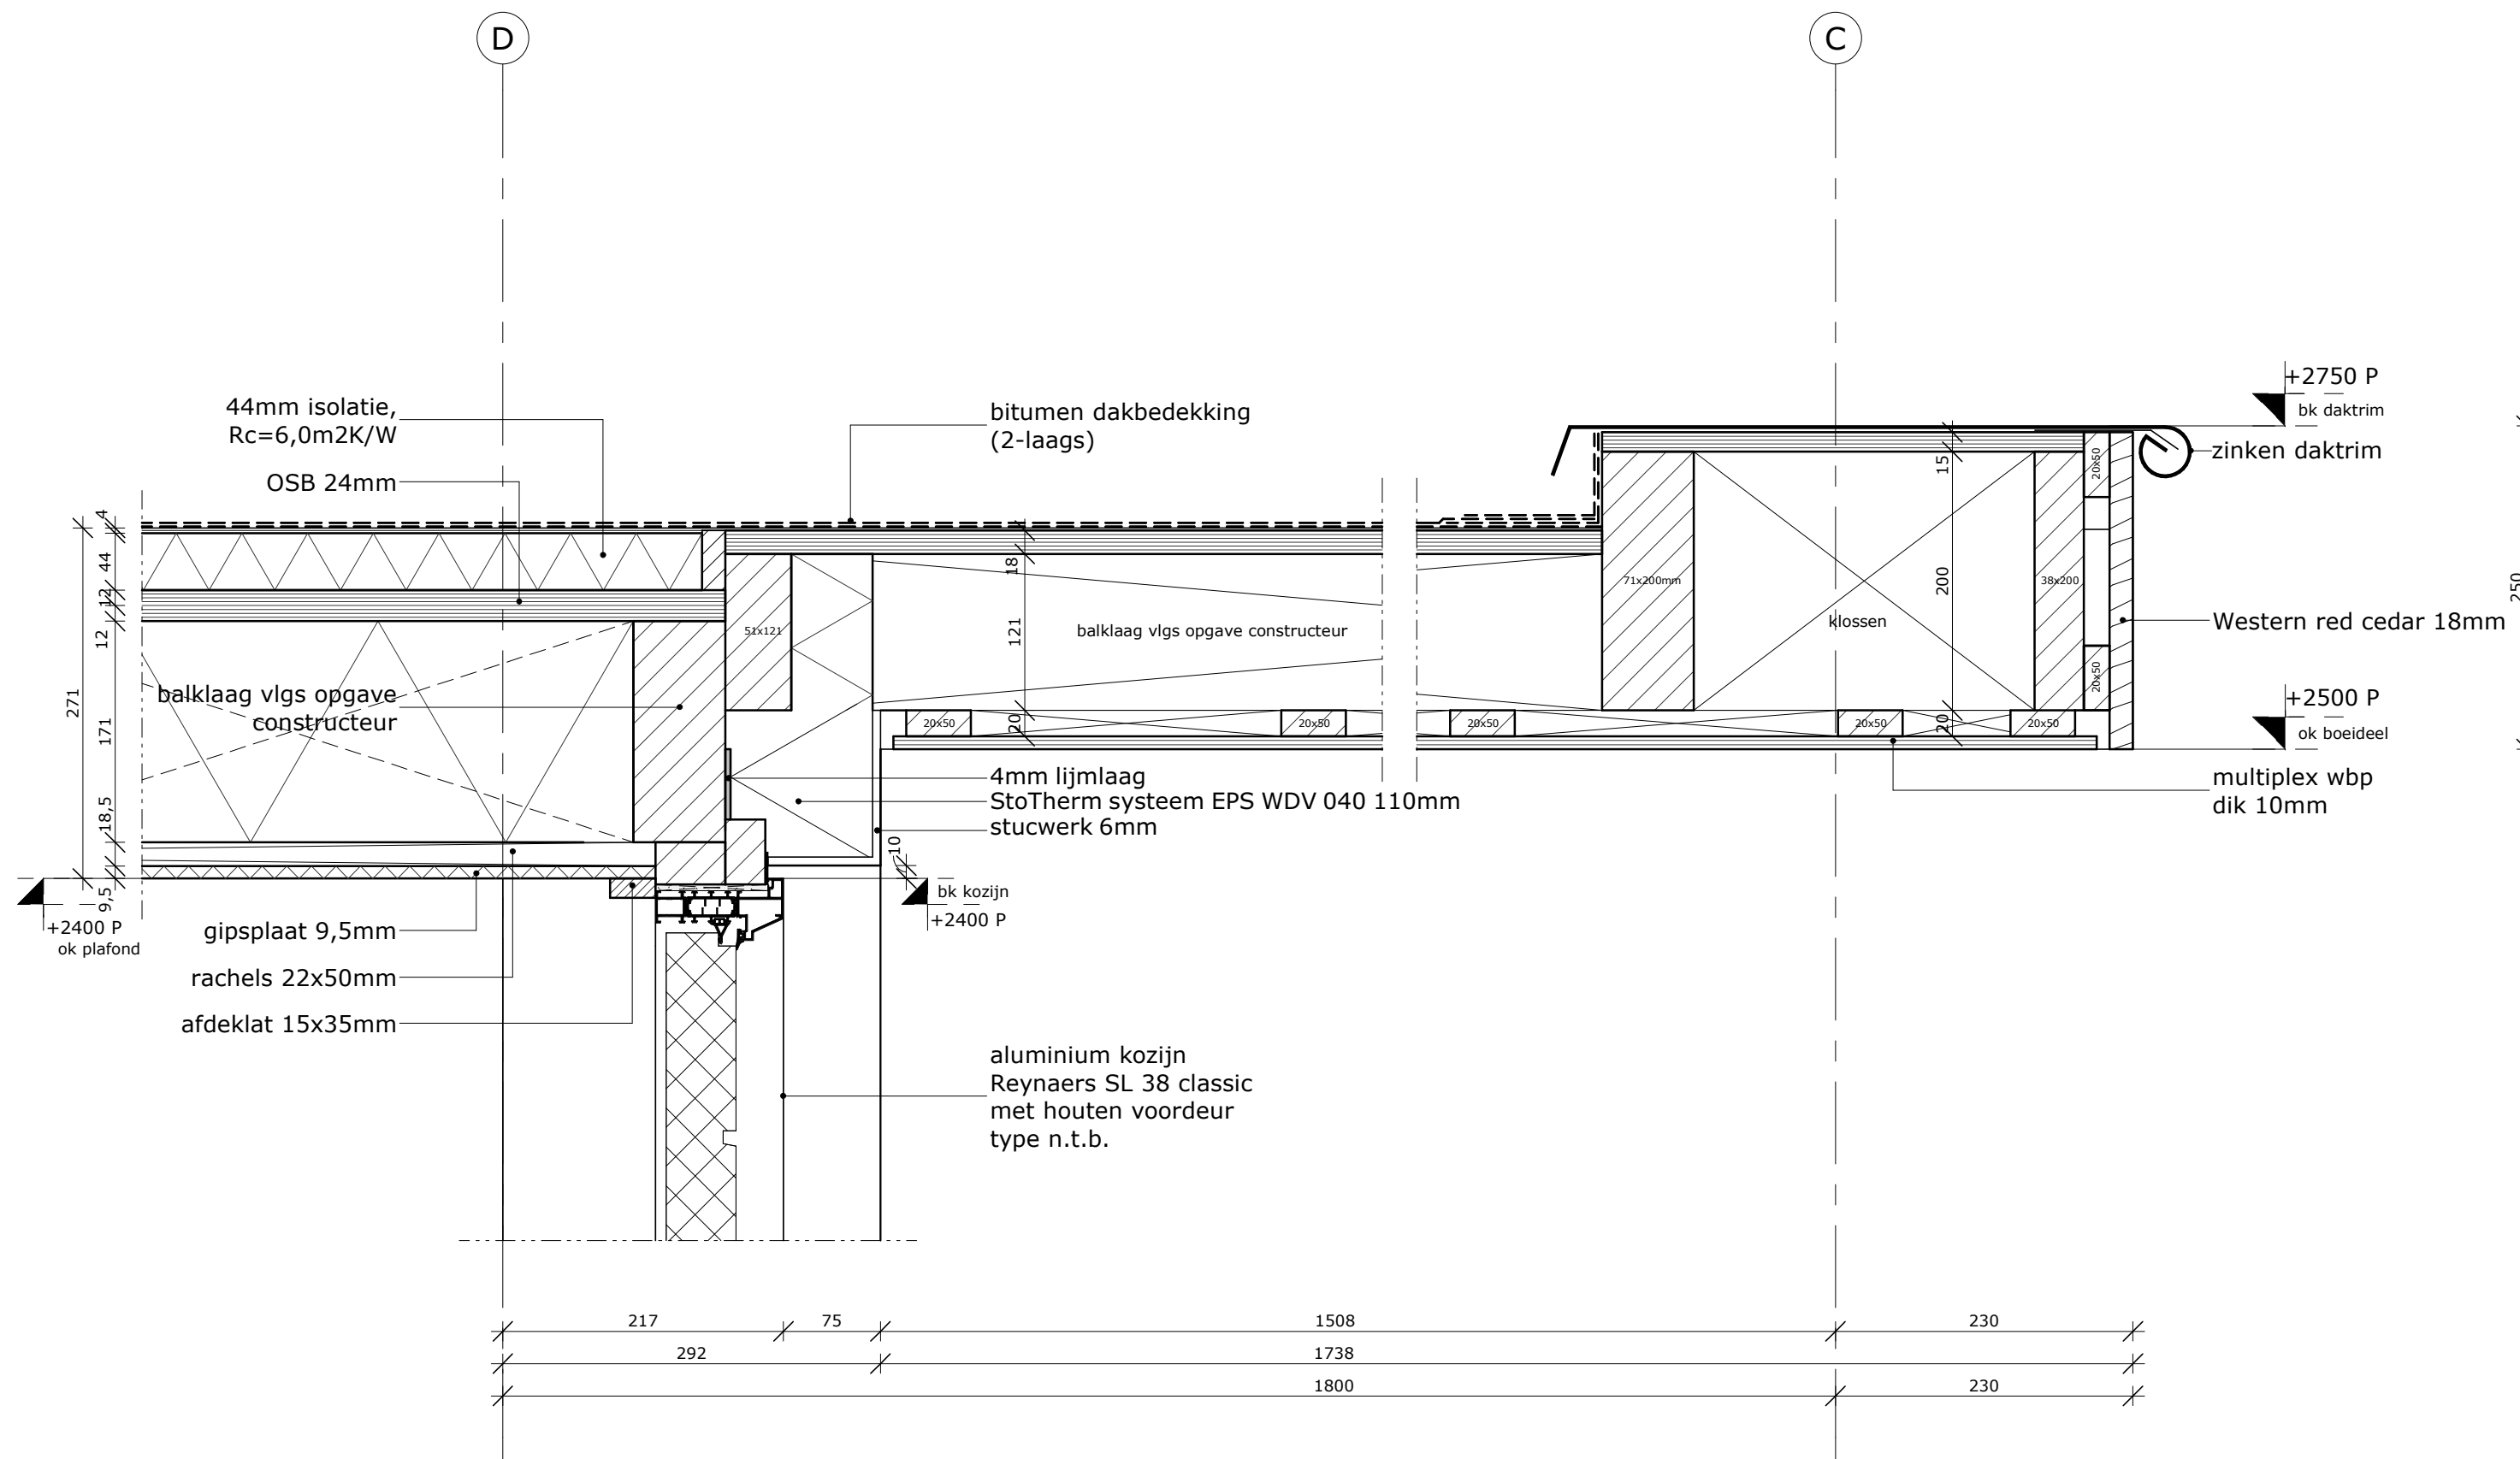 D
C
+2750 P
bk daktrim
44mm isolatie,
Rc=6,0m2K/W
bitumen dakbedekking
(2-laags)
zinken daktrim
OSB 24mm
4
44
12
12
171
18,5
9,5
271
18
121
20
15
200
20
250
20x50
20x50
51x121
balklaag vlgs opgave constructeur
71x200mm
klossen
38x200
Western red cedar 18mm
balklaag vlgs opgave
constructeur
+2500 P
ok boeideel
20x50
20x50
20x50
20x50
20x50
4mm lijmlaag
StoTherm systeem EPS WDV 040 110mm
stucwerk 6mm
multiplex wbp
dik 10mm
10
bk kozijn
+2400 P
+2400 P
ok plafond
gipsplaat 9,5mm
rachels 22x50mm
afdeklat 15x35mm
aluminium kozijn
Reynaers SL 38 classic
met houten voordeur
type n.t.b.
217
75
1508
230
292
1738
1800
230